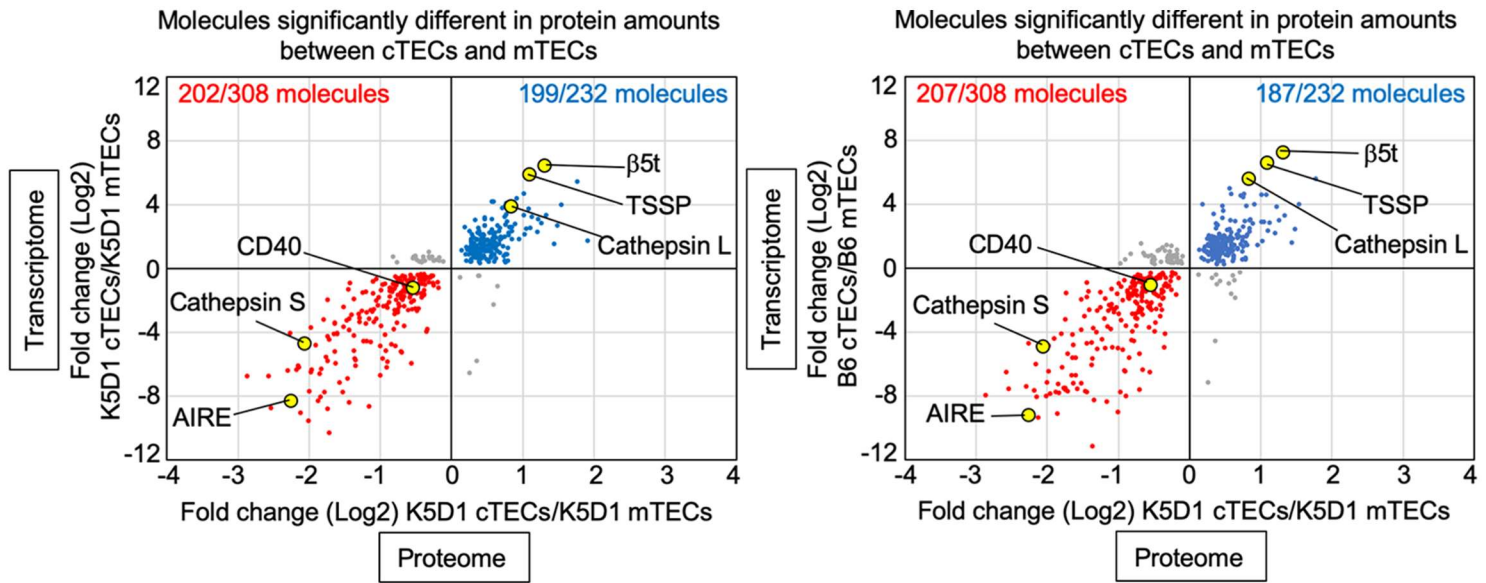 Molecules significantly different in protein amounts
between cTECs and mTECs
202/308 molecules
199/232 molecules
12
8
4
0
-4
-8
-12
-4
-3
-2
-1
0
1
2
3
4
β5t
TSSP
Cathepsin L
CD40
Cathepsin S
AIRE
Transcriptome
Fold change (Log2)
K5D1 cTECs/K5D1 mTECs
Fold change (Log2) K5D1 cTECs/K5D1 mTECs
Proteome
Molecules significantly different in protein amounts
between cTECs and mTECs
207/308 molecules
187/232 molecules
12
8
4
0
-4
-8
-12
-4
-3
-2
-1
0
1
2
3
4
β5t
TSSP
Cathepsin L
CD40
Cathepsin S
AIRE
Transcriptome
Fold change (Log2)
B6 cTECs/B6 mTECs
Fold change (Log2) K5D1 cTECs/K5D1 mTECs
Proteome